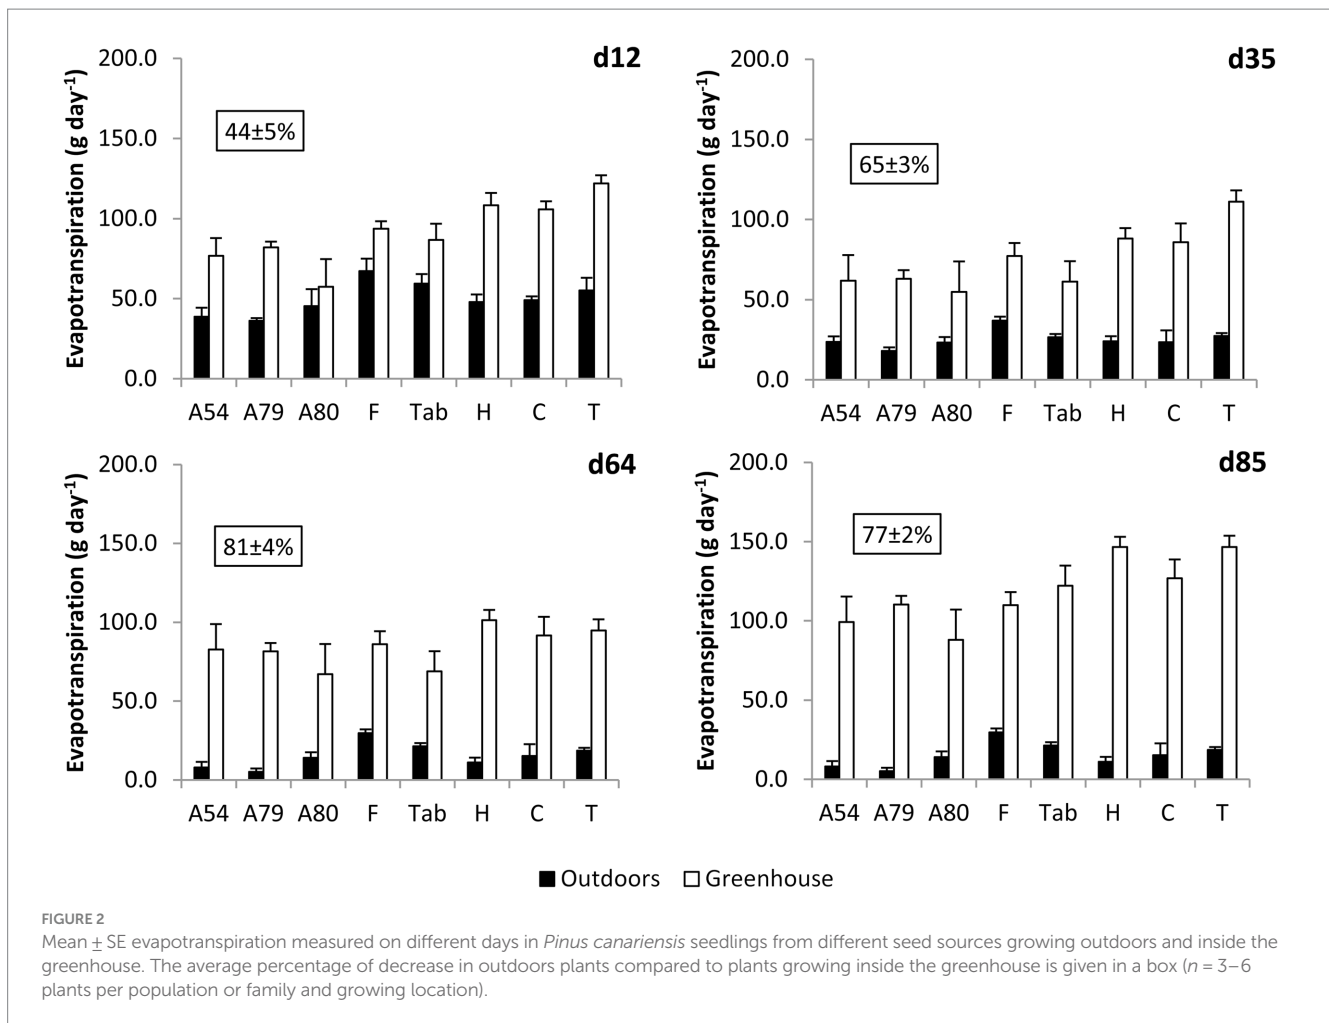 d12
Evapotranspiration (g day-1)
200.0
150.0
100.0
50.0
0.0
44±5%
A54 A79 A80 F Tab H C T
d35
Evapotranspiration (g day-1)
200.0
150.0
100.0
50.0
0.0
65±3%
A54 A79 A80 F Tab H C T
d64
Evapotranspiration (g day-1)
200.0
150.0
100.0
50.0
0.0
81±4%
A54 A79 A80 F Tab H C T
d85
Evapotranspiration (g day-1)
200.0
150.0
100.0
50.0
0.0
77±2%
A54 A79 A80 F Tab H C T
Outdoors Greenhouse
FIGURE 2
Mean ± SE evapotranspiration measured on different days in Pinus canariensis seedlings from different seed sources growing outdoors and inside the
greenhouse. The average percentage of decrease in outdoors plants compared to plants growing inside the greenhouse is given in a box (n = 3–6
plants per population or family and growing location).